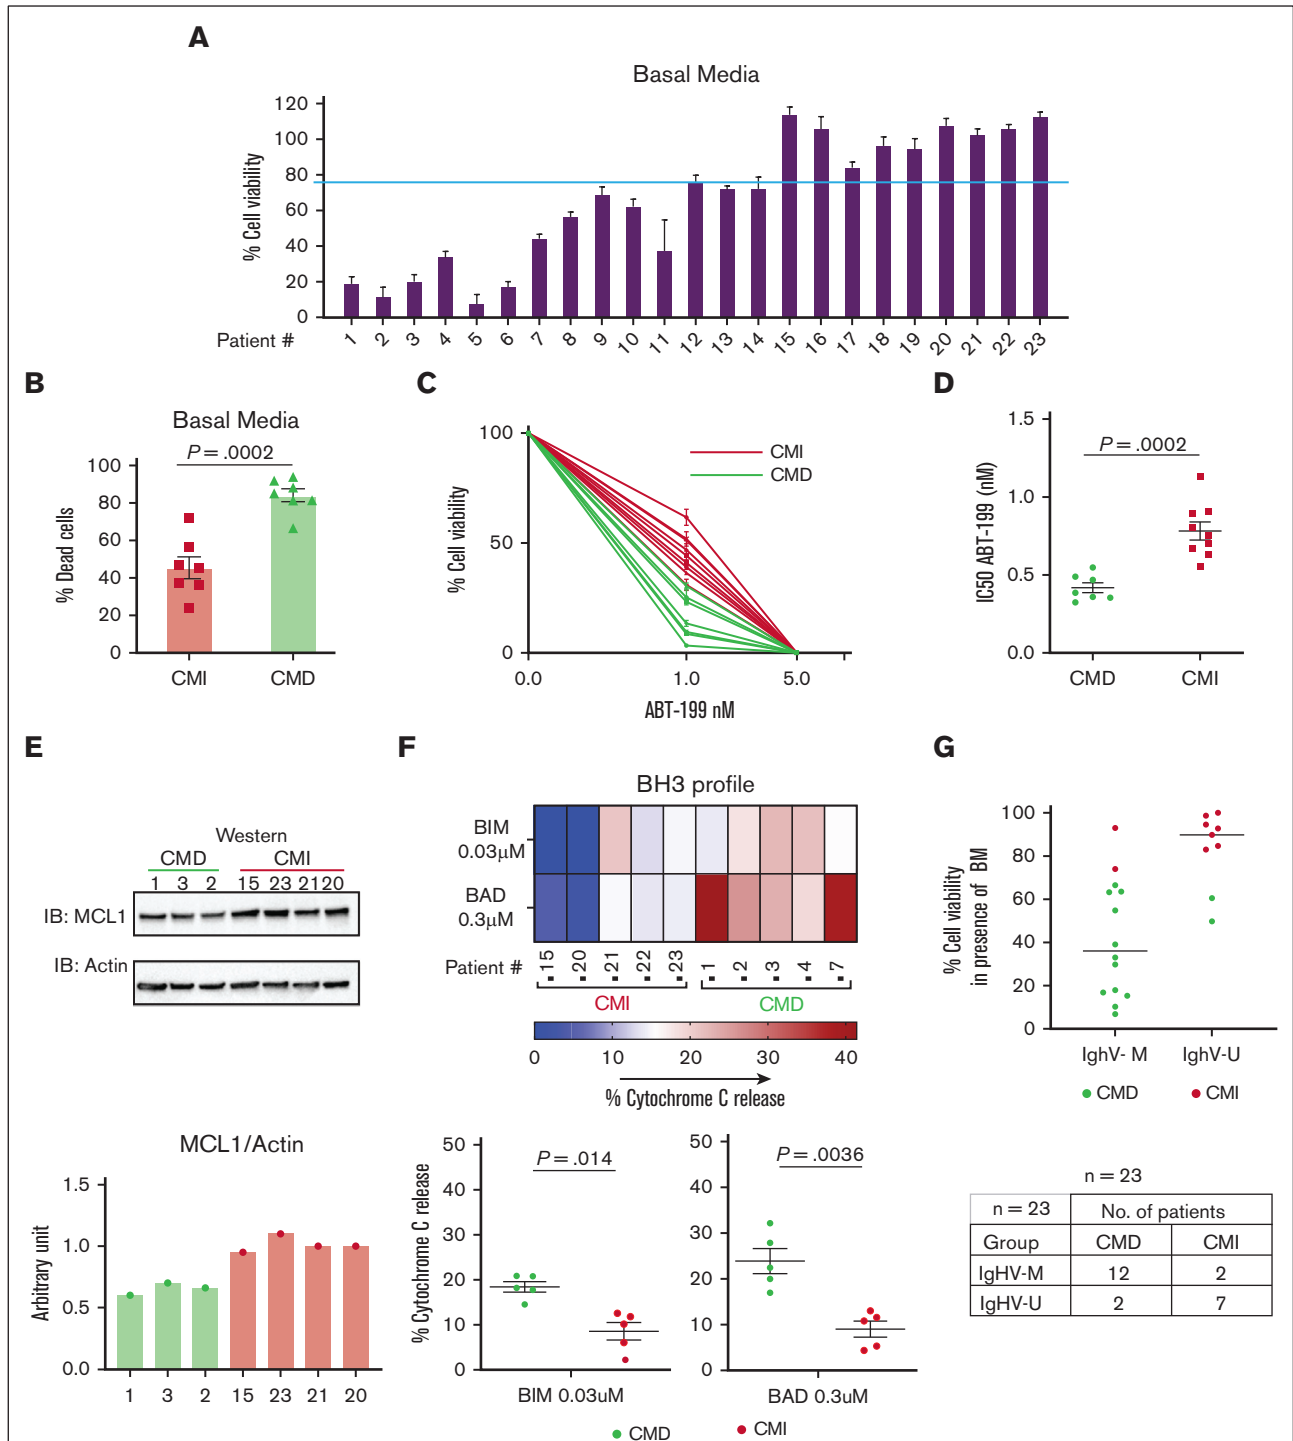 A
Basal Media
120
100
80
60
40
20
0
% Cell viability
Patient #
1 2 3 4 5 6 7 8 9 10 11 12 13 14 15 16 17 18 19 20 21 22 23
B
Basal Media
P = .0002
100
80
60
40
20
0
% Dead cells
CMI CMD
C
100
50
0
% Cell viability
CMI
CMD
0.0 1.0 5.0
ABT-199 nM
D
1.5
1.0
0.5
0.0
IC50 ABT-199 (nM)
P = .0002
CMD CMI
E
Western
CMD CMI
1 3 2 15 23 21 20
IB: MCL1
IB: Actin
MCL1/Actin
1.5
1.0
0.5
0.0
Arbitrary unit
1 3 2 15 23 21 20
F
BH3 profile
BIM
0.03μM
BAD
0.3μM
Patient #
15 20 21 22 23 1 2 3 4 7
CMI CMD
0 10 20 30 40
% Cytochrome C release
50
40
30
20
10
0
% Cytochrome C release
P = .014
BIM 0.03uM
50
40
30
20
10
0
P = .0036
BAD 0.3uM
CMD CMI
G
100
80
60
40
20
0
% Cell viability
in presence of BM
IghV- M IghV-U
CMD CMI
n = 23
n = 23 No. of patients
Group CMD CMI
IgHV-M 12 2
IgHV-U 2 7